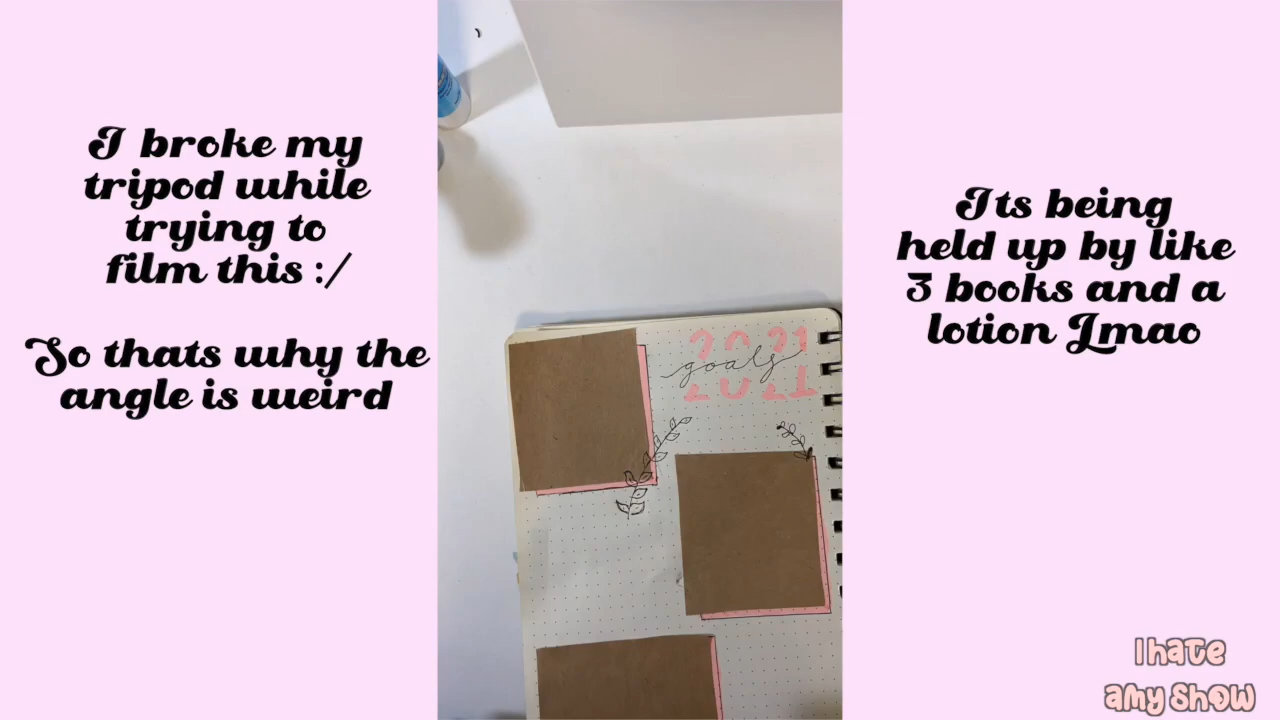 I broke my
tripod while
trying to
film this :/
So thats why the
angle is weird
2021
goals
Its being
held up by like
3 books and a
lotion Lmao
I hate
amy show